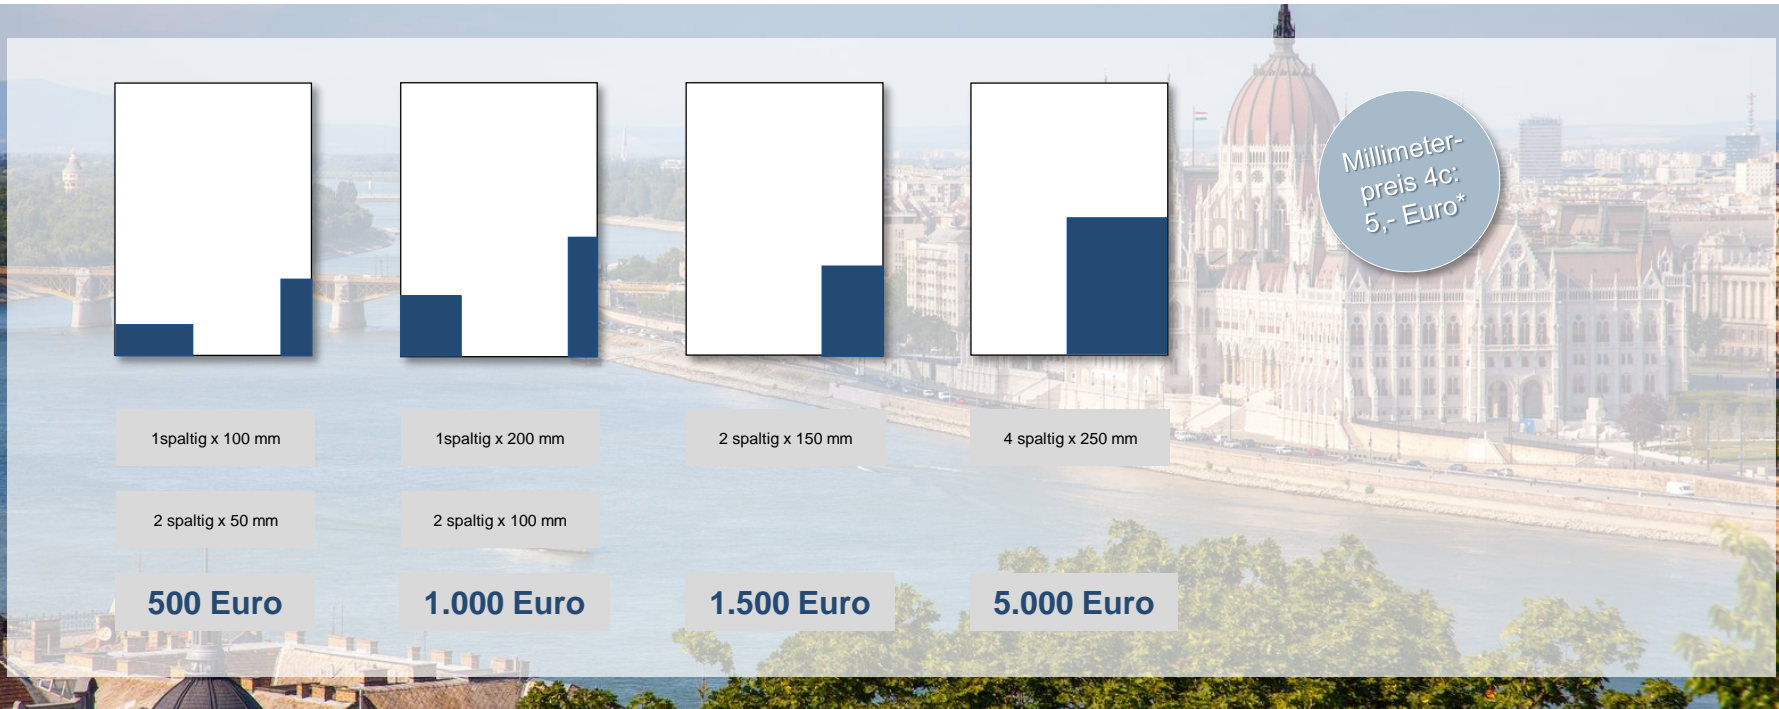 Millimeter-
preis 4c:
5,- Euro*
1spaltig x 100 mm
1spaltig x 200 mm
2 spaltig x 150 mm
4 spaltig x 250 mm
2 spaltig x 50 mm
2 spaltig x 100 mm
500 Euro
1.000 Euro
1.500 Euro
5.000 Euro